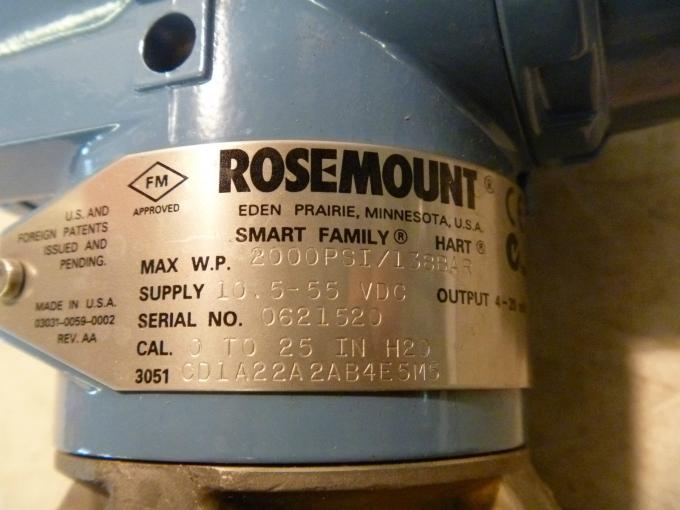 FM
APPROVED
ROSEMOUNT®
EDEN PRAIRIE, MINNESOTA, U.S.A.
SMART FAMILY® HART®
U.S. AND
FOREIGN PATENTS
ISSUED AND
PENDING.
MADE IN U.S.A.
03031-0059-0002
REV. AA
MAX W.P. 2000PSI/138BAR
SUPPLY 10.5-55 VDC OUTPUT 4-20
SERIAL NO. 0621520
CAL. 0 TO 25 IN H2O
3051 CD1A22A2AB4E5M5